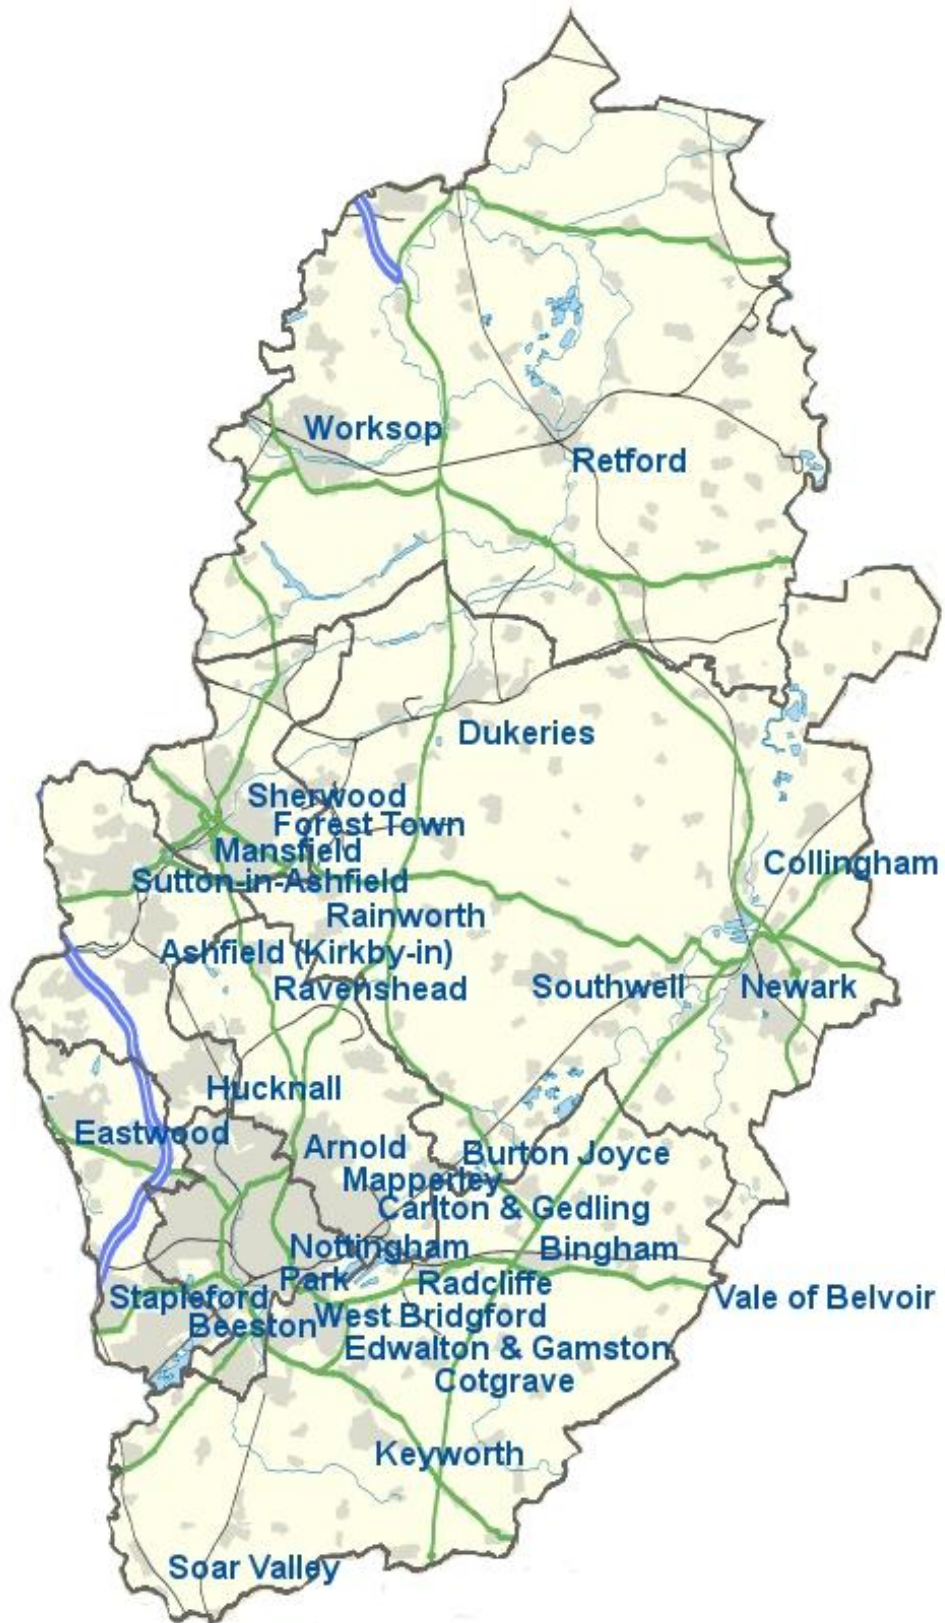 Worksop
Retford
Dukeries
Sherwood
Forest Town
Mansfield
Collingham
Sutton-in-Ashfield
Rainworth
Ashfield (Kirkby-in)
Ravenshead
Southwell
Newark
Hucknall
Eastwood
Arnold
Burton Joyce
Mapperley
Carlton & Gedling
Nottingham
Bingham
Park
Radcliffe
Stapleford
Vale of Belvoir
West Bridgford
Beeston
Edwalton & Gamston
Cotgrave
Keyworth
Soar Valley